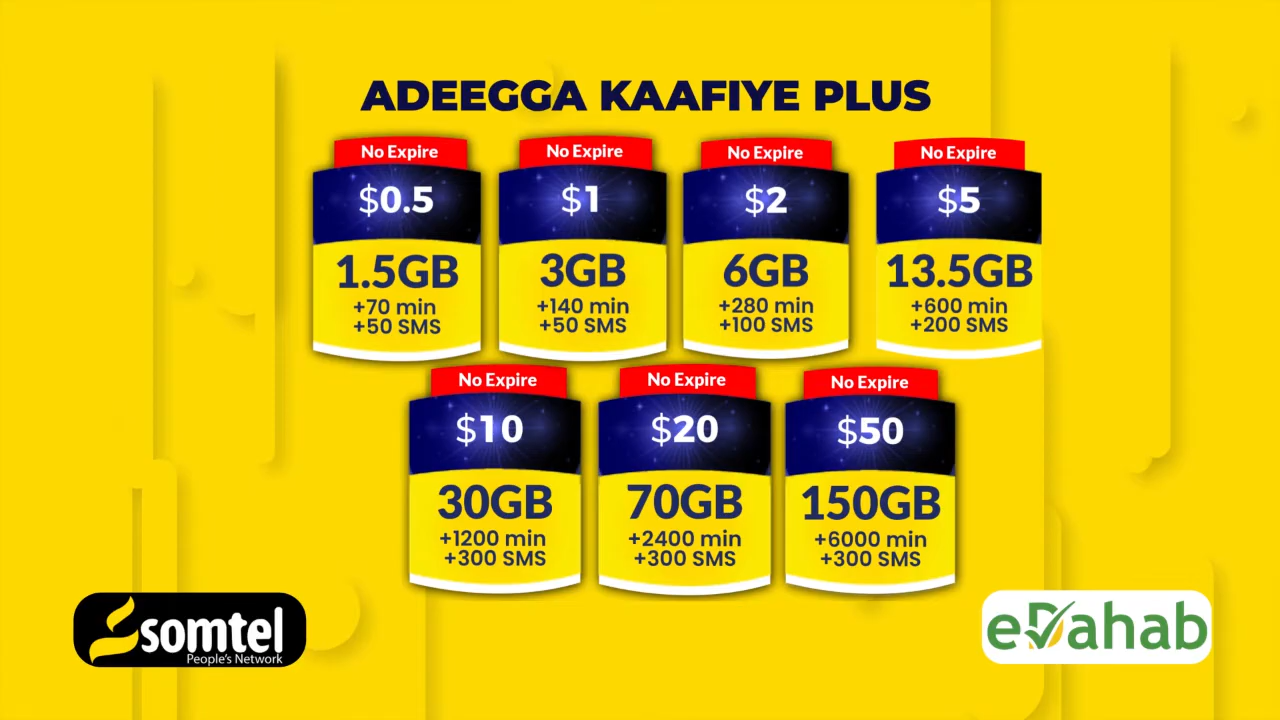 ADEEGGA KAAFIYE PLUS
No Expire
$0.5
1.5GB
+70 min
+50 SMS
No Expire
$1
3GB
+140 min
+50 SMS
No Expire
$2
6GB
+280 min
+100 SMS
No Expire
$5
13.5GB
+600 min
+200 SMS
No Expire
$10
30GB
+1200 min
+300 SMS
No Expire
$20
70GB
+2400 min
+300 SMS
No Expire
$50
150GB
+6000 min
+300 SMS
somtel
People's Network
eDahab